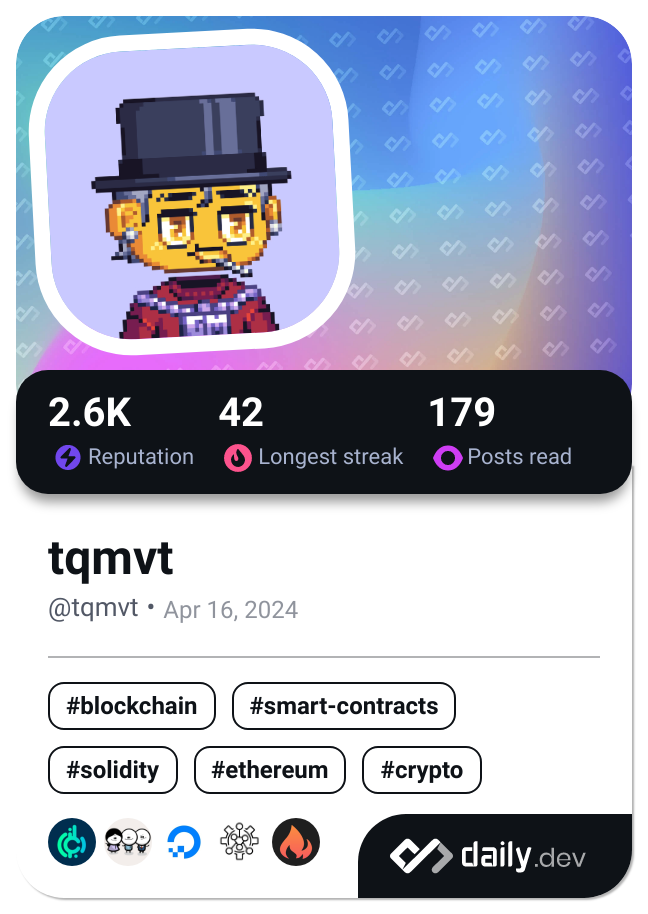 GM
2.6K 42 179
Reputation Longest streak Posts read
tqmvt
@tqmvt • Apr 16, 2024
#blockchain #smart-contracts
#solidity #ethereum #crypto
daily.dev